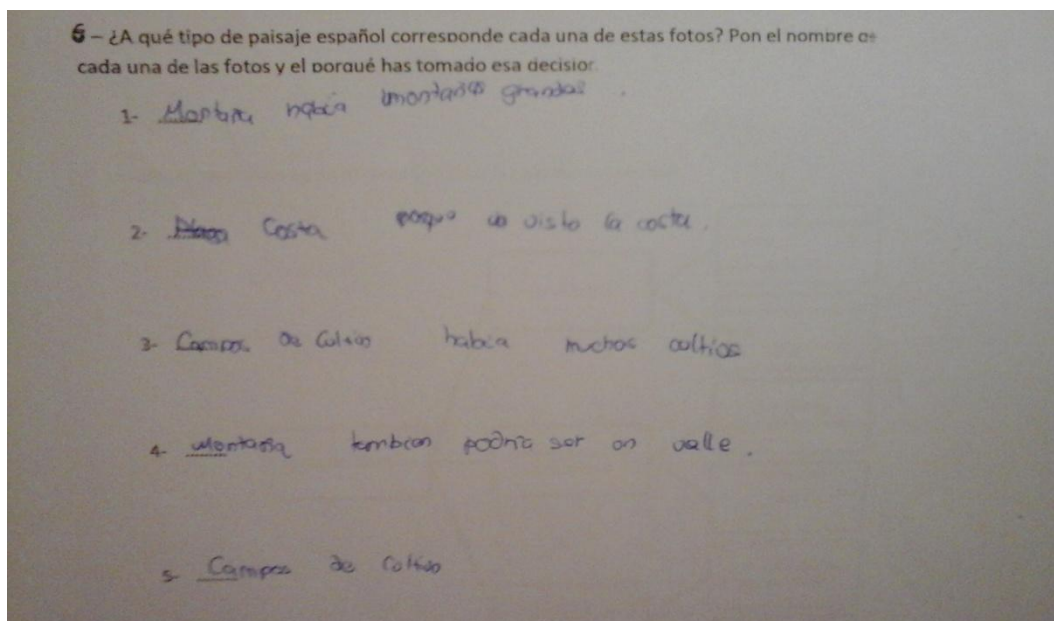 6 – ¿A qué tipo de paisaje español corresponde cada una de estas fotos? Pon el nombre de
cada una de las fotos y el porqué has tomado esa decisión
1- Montaña había montañas grandes .
2- Playa Costa porque e visto la costa .
3- Campos de Cultivo había muchos cultivos
4- Montaña tambien podria ser un valle .
5- Campos de Cultivo